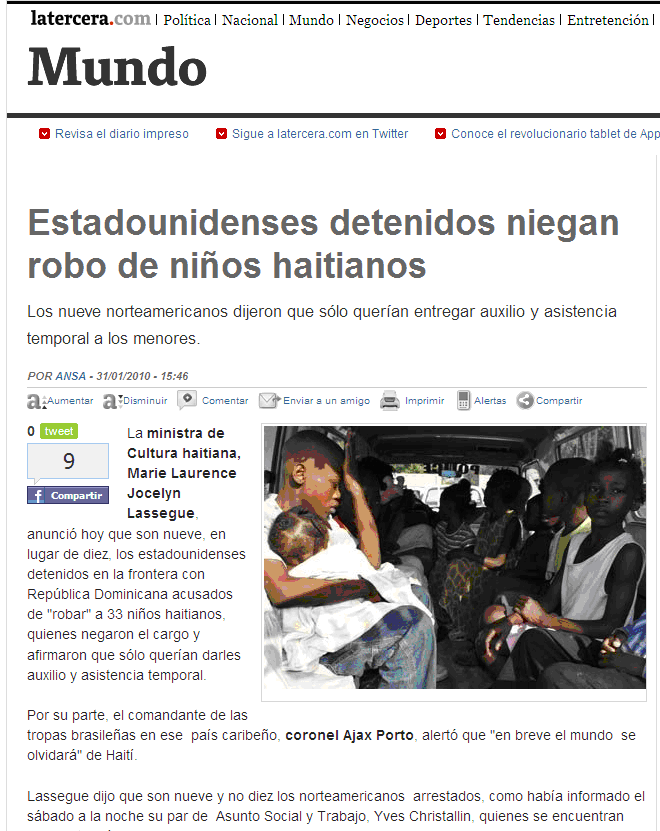 latercera.com | Política | Nacional | Mundo | Negocios | Deportes | Tendencias | Entretención |
Mundo
Revisa el diario impreso Sigue a latercera.com en Twitter Conoce el revolucionario tablet de App
Estadounidenses detenidos niegan
robo de niños haitianos
Los nueve norteamericanos dijeron que sólo querían entregar auxilio y asistencia
temporal a los menores.
POR ANSA - 31/01/2010 - 15:46
Aumentar Disminuir Comentar Enviar a un amigo Imprimir Alertas Compartir
0 tweet
9
Compartir
La ministra de
Cultura haitiana,
Marie Laurence
Jocelyn
Lassegue,
anunció hoy que son nueve, en
lugar de diez, los estadounidenses
detenidos en la frontera con
República Dominicana acusados
de "robar" a 33 niños haitianos,
quienes negaron el cargo y
afirmaron que sólo querían darles
auxilio y asistencia temporal.
Por su parte, el comandante de las
tropas brasileñas en ese país caribeño, coronel Ajax Porto, alertó que "en breve el mundo se
olvidará" de Haití.
Lassegue dijo que son nueve y no diez los norteamericanos arrestados, como había informado el
sábado a la noche su par de Asunto Social y Trabajo, Yves Christallin, quienes se encuentran